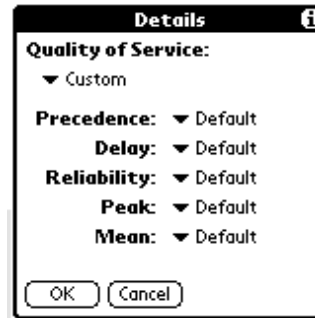 Details i
Quality of Service:
Custom
Precedence: Default
Delay: Default
Reliability: Default
Peak: Default
Mean: Default
OK Cancel